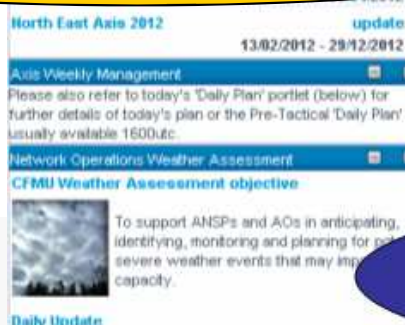 North East Axis 2012 update
13/02/2012 - 29/12/2012
Axis Weekly Management
Please also refer to today's 'Daily Plan' portlet (below) for
further details of today's plan or the Pre-Tactical 'Daily Plan'
usually available 1600utc.
Network Operations Weather Assessment
CFMU Weather Assessment objective
To support ANSPs and AOs in anticipating,
identifying, monitoring and planning for
severe weather events that may
capacity.
Daily Update